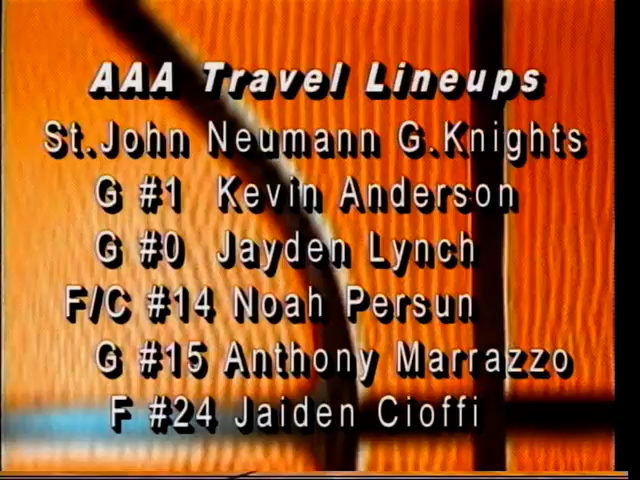 AAA Travel Lineups
St.John Neumann G.Knights
G #1 Kevin Anderson
G #0 Jayden Lynch
F/C #14 Noah Persun
G #15 Anthony Marrazzo
F #24 Jaiden Cioffi